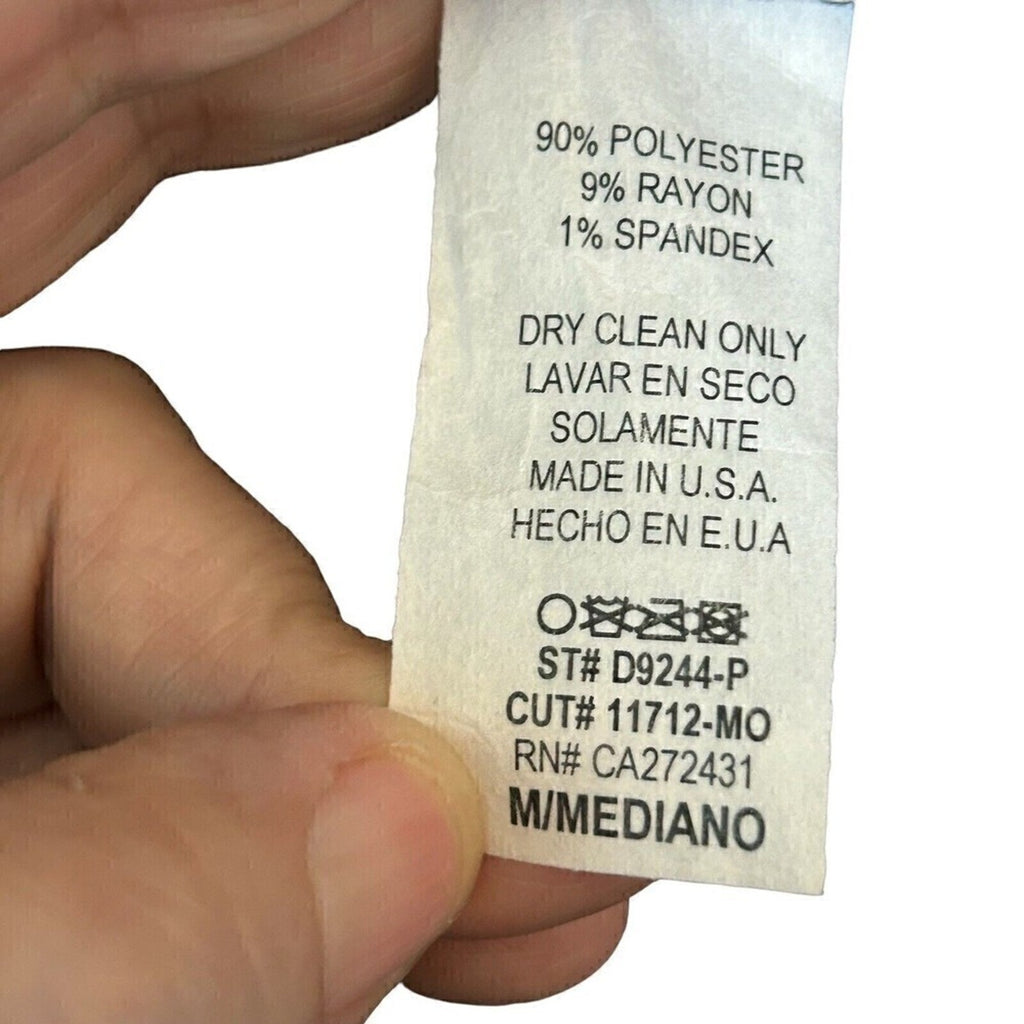 90% POLYESTER
9% RAYON
1% SPANDEX
DRY CLEAN ONLY
LAVAR EN SECO
SOLAMENTE
MADE IN U.S.A.
HECHO EN E.U.A
ST# D9244-P
CUT# 11712-MO
RN# CA272431
M/MEDIANO